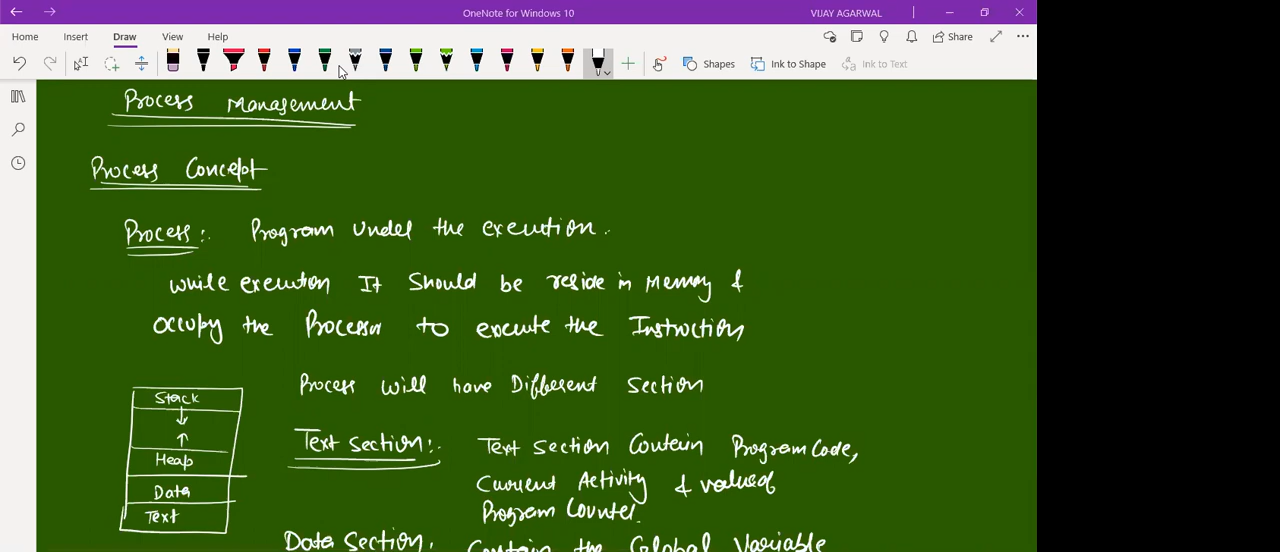 OneNote for Windows 10
VIJAY AGARWAL
Home Insert Draw View Help
Share
Shapes Ink to Shape Ink to Text
Process Management
Process Concept
Process:. Program under the execution.
while execution It should be reside in Memory &
occupy the Processor to execute the Instruction,
Process will have Different section
Stack
Heap
Data
Text
Text section:. Text section Contain Program Code,
Current Activity & value of
Program Counter.
Data Section: Contain the Global Variable